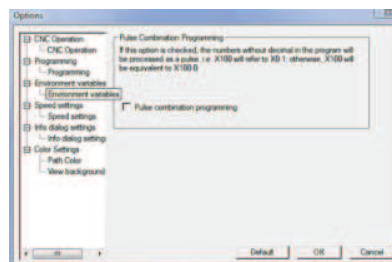 Options
CNC Operation
CNC Operation
Programming
Programming
Environment variables
Environment variables
Speed settings
Speed settings
Info dialog settings
Info dialog setting
Color Settings
Path Color
View background
Pulse Combination Programming
If this option is checked, the numbers without decimal in the program will
be processed as a pulse. i.e. X100 will refer to X0.1; otherwise, X100 will
be equivalent to X100.0
Pulse combination programming
Default
OK
Cancel